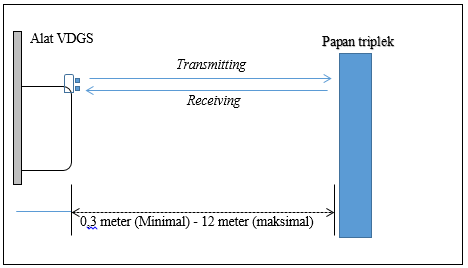 Alat VDGS
Papan triplek
Transmitting
Receiving
0.3 meter (Minimal) - 12 meter (maksimal)